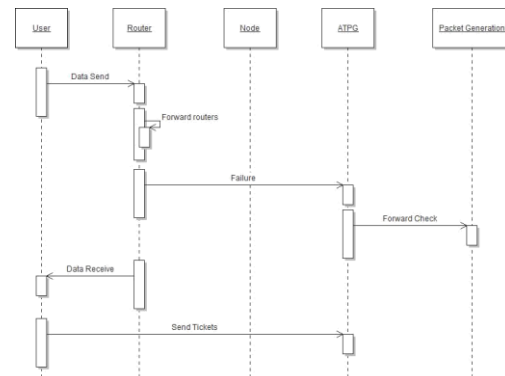 User
Router
Node
ATPG
Packet Generation
Data Send
Forward routers
Failure
Forward Check
Data Receive
Send Tickets